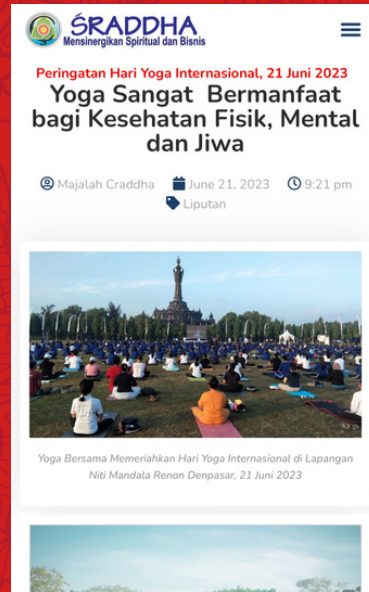 ŚRADDHA
Mensinergikan Spiritual dan Bisnis
Peringatan Hari Yoga Internasional, 21 Juni 2023
Yoga Sangat Bermanfaat
bagi Kesehatan Fisik, Mental
dan Jiwa
Majalah Craddha June 21, 2023 9:21 pm
Liputan
Yoga Bersama Memeriahkan Hari Yoga Internasional di Lapangan
Niti Mandala Renon Denpasar, 21 Juni 2023